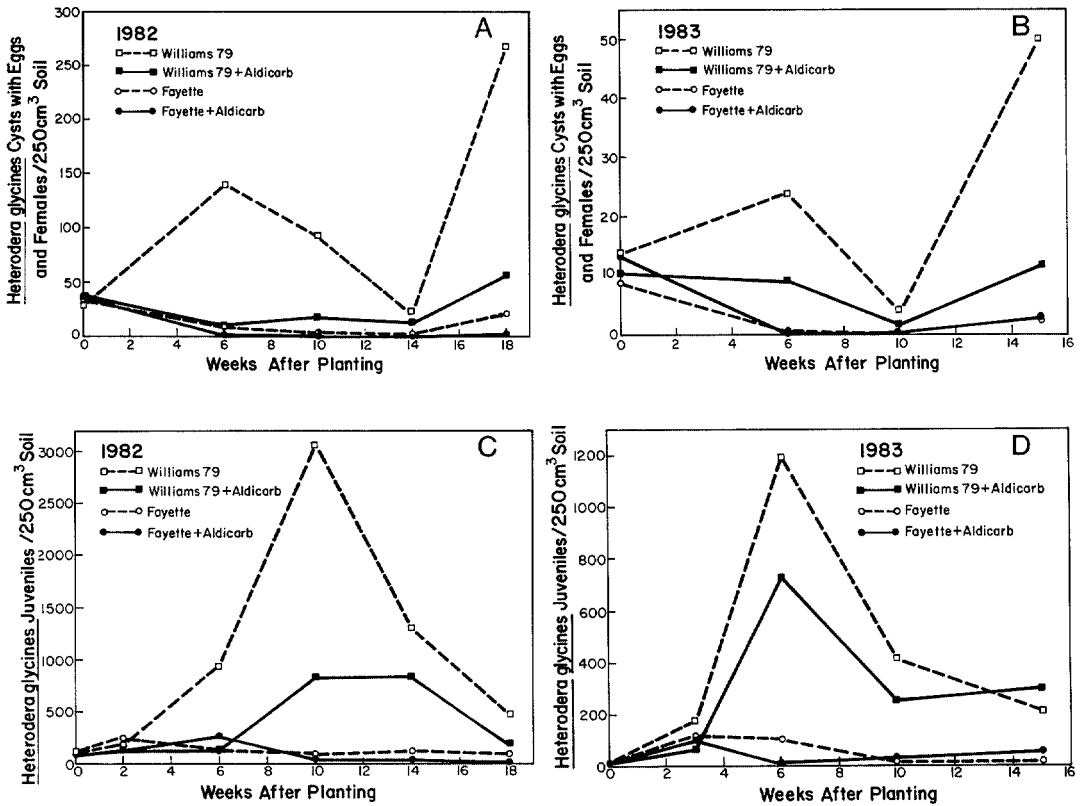 A
1982
Williams 79
Williams 79+Aldicarb
Fayette
Fayette+Aldicarb
Heterodera glycines Cysts with Eggs
and Females/250cm³ Soil
300
250
200
150
100
50
0
0 2 4 6 8 10 12 14 16 18
Weeks After Planting
B
1983
Williams 79
Williams 79+Aldicarb
Fayette
Fayette+Aldicarb
Heterodera glycines Cysts with Eggs
and Females/250cm³ Soil
50
40
30
20
10
0
0 2 4 6 8 10 12 14 16
Weeks After Planting
C
1982
Williams 79
Williams 79+Aldicarb
Fayette
Fayette+Aldicarb
Heterodera glycines Juveniles/250cm³ Soil
3000
2500
2000
1500
1000
500
0
0 2 4 6 8 10 12 14 16 18
Weeks After Planting
D
1983
Williams 79
Williams 79+Aldicarb
Fayette
Fayette+Aldicarb
Heterodera glycines Juveniles/250cm³ Soil
1200
1000
800
600
400
200
0
0 2 4 6 8 10 12 14 16
Weeks After Planting